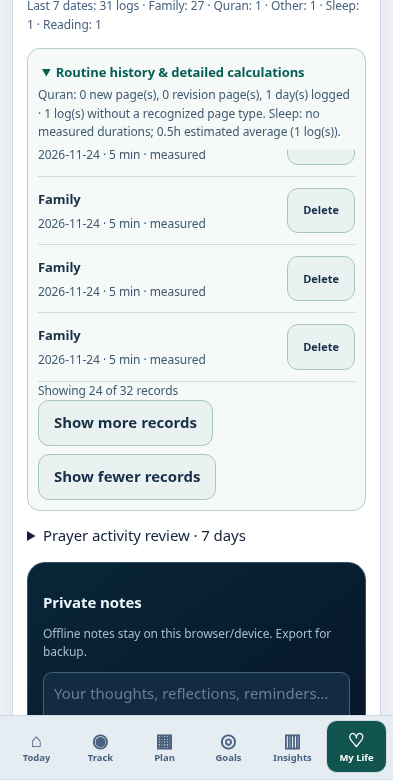 Last 7 dates: 31 logs · Family: 27 · Quran: 1 · Other: 1 · Sleep:
1 · Reading: 1
▼ Routine history & detailed calculations
Quran: 0 new page(s), 0 revision page(s), 1 day(s) logged
· 1 log(s) without a recognized page type. Sleep: no
measured durations; 0.5h estimated average (1 log(s)).
2026-11-24 · 5 min · measured
Family
2026-11-24 · 5 min · measured
Delete
Family
2026-11-24 · 5 min · measured
Delete
Family
2026-11-24 · 5 min · measured
Delete
Showing 24 of 32 records
Show more records
Show fewer records
▶ Prayer activity review · 7 days
Private notes
Offline notes stay on this browser/device. Export for
backup.
Your thoughts, reflections, reminders...
Today Track Plan Goals Insights My Life